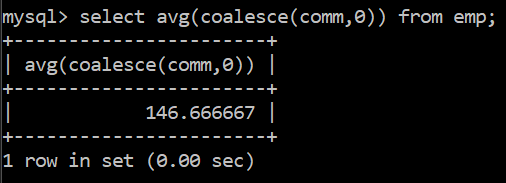 mysql> select avg(coalesce(comm,0)) from emp;
+-----------------------+
| avg(coalesce(comm,0)) |
+-----------------------+
|            146.666667 |
+-----------------------+
1 row in set (0.00 sec)